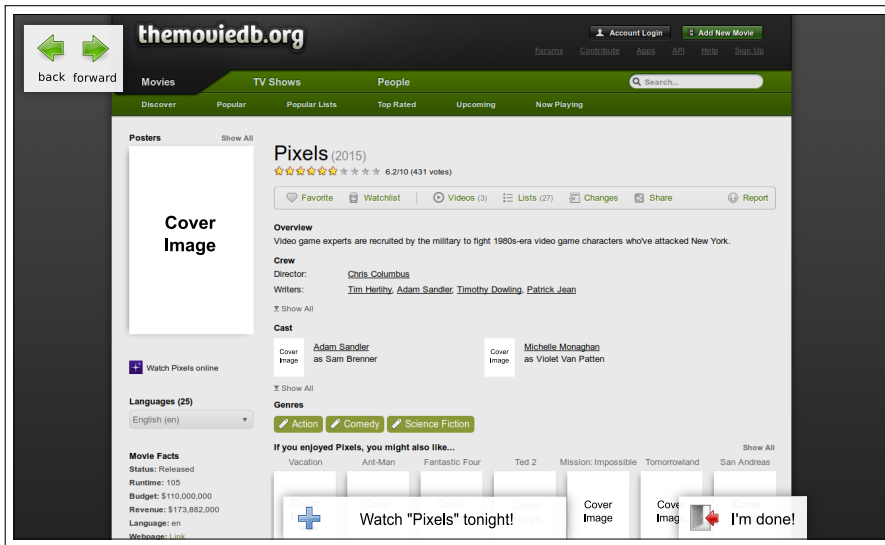 themoviedb.org
Account Login
Add New Movie
Forums Contribute Apps API Help Sign Up
back forward
Movies TV Shows People
Search...
Discover Popular Popular Lists Top Rated Upcoming Now Playing
Posters Show All
Cover
Image
Pixels (2015)
6.2/10 (431 votes)
Favorite Watchlist Videos (3) Lists (27) Changes Share Report
Overview
Video game experts are recruited by the military to fight 1980s-era video game characters who've attacked New York.
Crew
Director: Chris Columbus
Writers: Tim Herlihy, Adam Sandler, Timothy Dowling, Patrick Jean
Show All
Cast
Cover
Image
Adam Sandler
as Sam Brenner
Cover
Image
Michelle Monaghan
as Violet Van Patten
Show All
Watch Pixels online
Languages (25)
English (en)
Genres
Action Comedy Science Fiction
If you enjoyed Pixels, you might also like... Show All
Vacation Ant-Man Fantastic Four Ted 2 Mission: Impossible Tomorrowland San Andreas
Cover
Image
Movie Facts
Status: Released
Runtime: 105
Budget: $110,000,000
Revenue: $173,882,000
Language: en
Webpage: Link
Watch "Pixels" tonight!
I'm done!